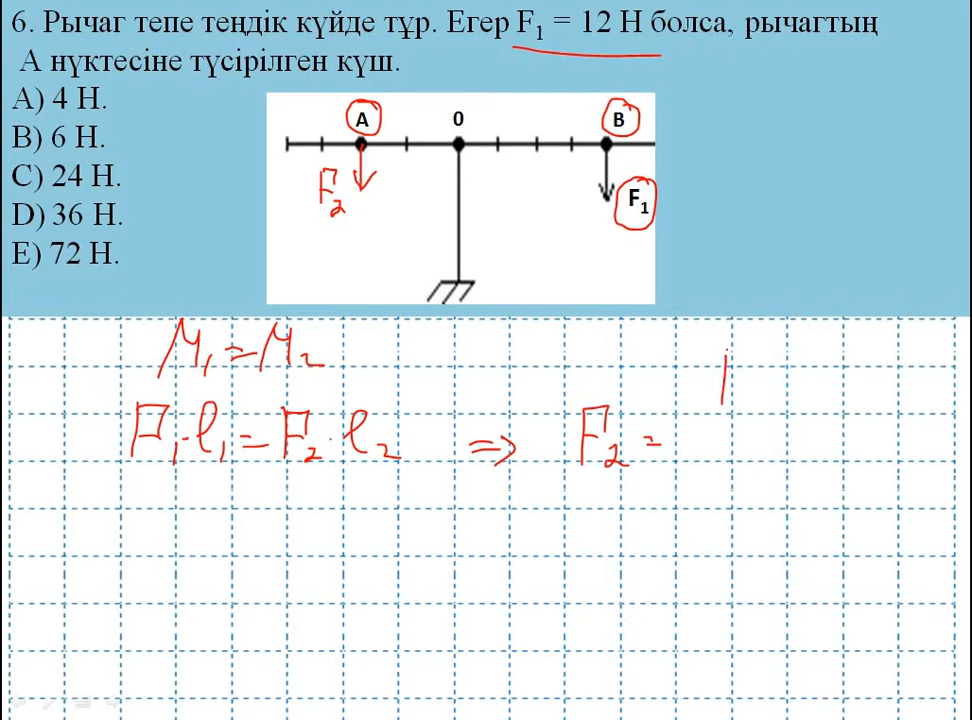 6. Рычаг тепе теңдік күйде тұр. Егер F₁ = 12 Н болса, рычагтың
А нүктесіне түсірілген күш.
А) 4 Н.
В) 6 Н.
С) 24 Н.
D) 36 Н.
Е) 72 Н.
A 0 B
F₂
F₁
M₁ = M₂
F₁·l₁ = F₂·l₂ ⇒ F₂ =